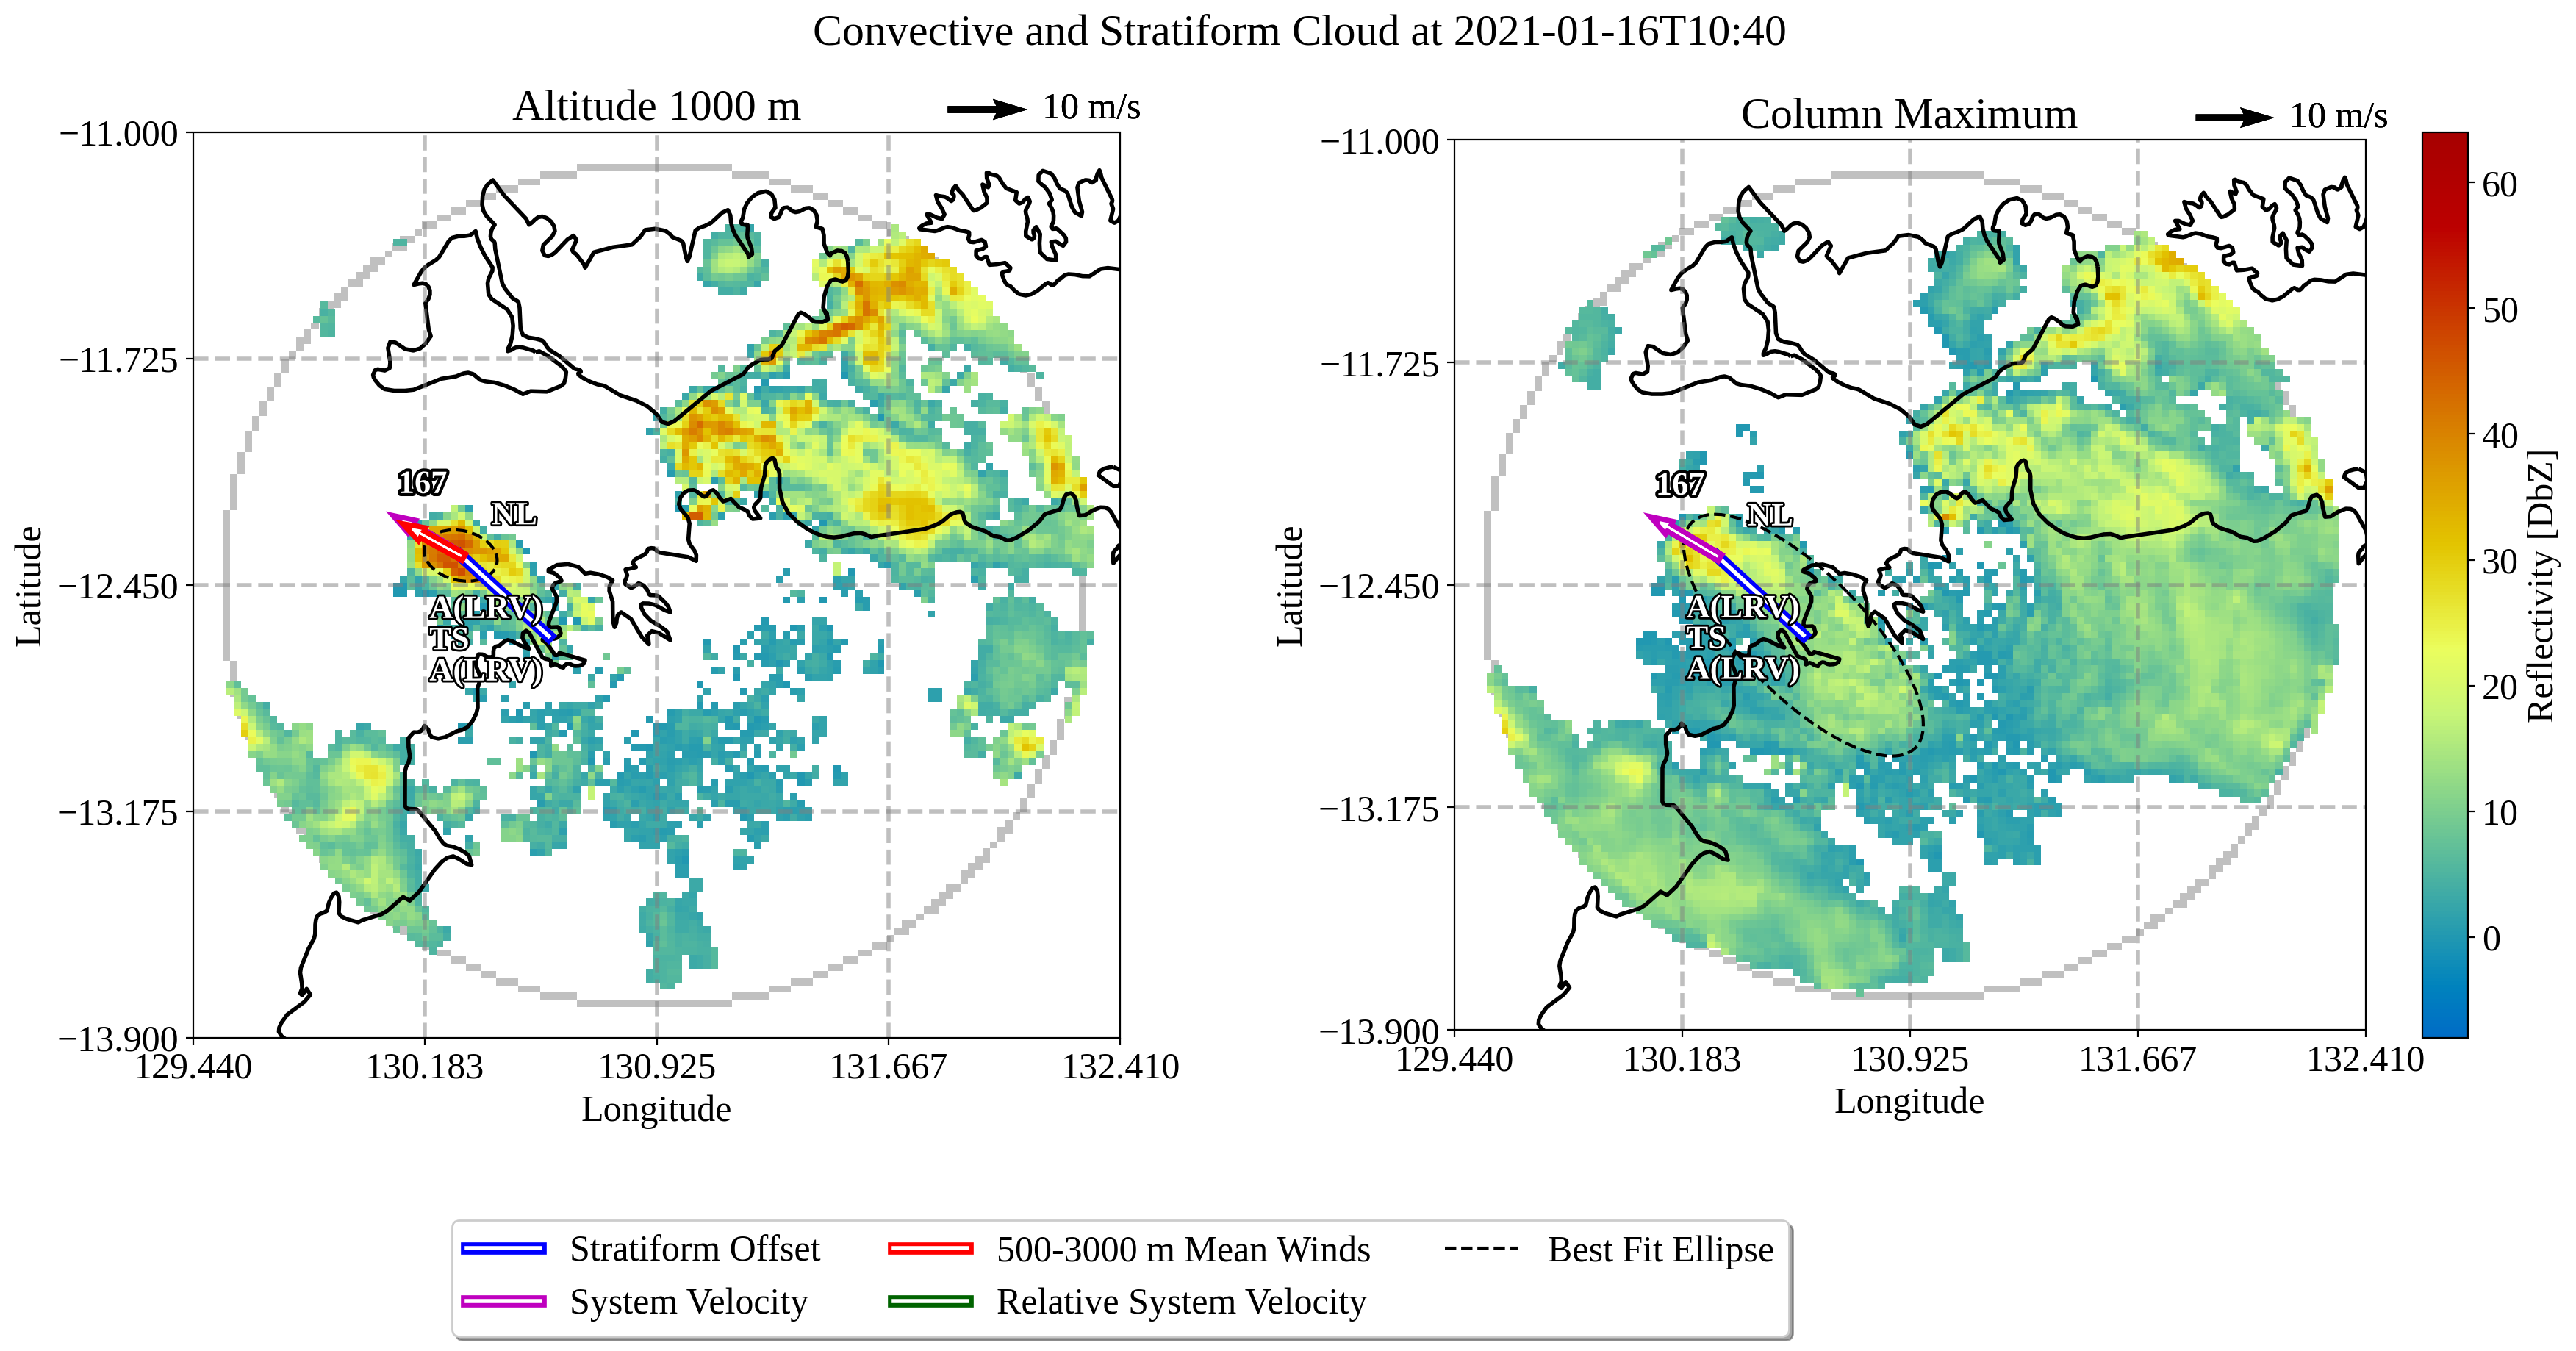 Convective and Stratiform Cloud at 2021-01-16T10:40
Altitude 1000 m
10 m/s
−11.000
−11.725
−12.450
−13.175
−13.900
129.440
130.183
130.925
131.667
132.410
Latitude
Longitude
167
NL
A(LRV)
TS
A(LRV)
Column Maximum
10 m/s
−11.000
−11.725
−12.450
−13.175
−13.900
129.440
130.183
130.925
131.667
132.410
Latitude
Longitude
167
NL
A(LRV)
TS
A(LRV)
60
50
40
30
20
10
0
Reflectivity [DbZ]
Stratiform Offset
System Velocity
500-3000 m Mean Winds
Relative System Velocity
Best Fit Ellipse